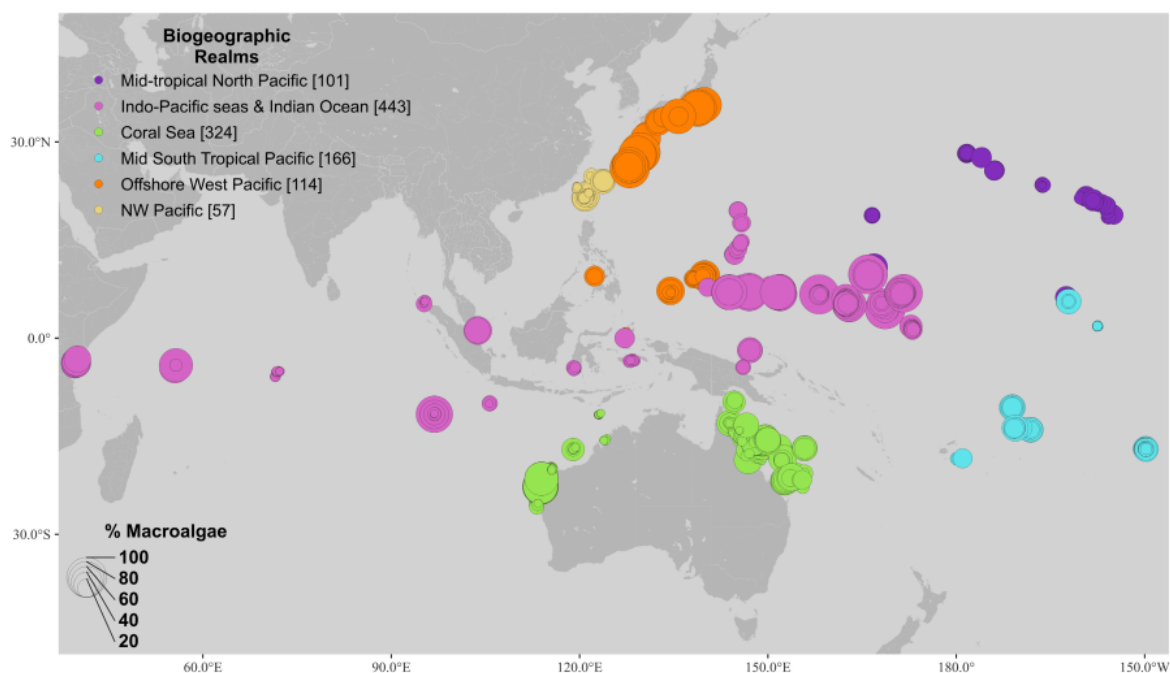 Biogeographic
Realms
Mid-tropical North Pacific [101]
Indo-Pacific seas & Indian Ocean [443]
Coral Sea [324]
Mid South Tropical Pacific [166]
Offshore West Pacific [114]
NW Pacific [57]
30.0°N
0.0°
30.0°S
% Macroalgae
100
80
60
40
20
60.0°E
90.0°E
120.0°E
150.0°E
180.0°
150.0°W